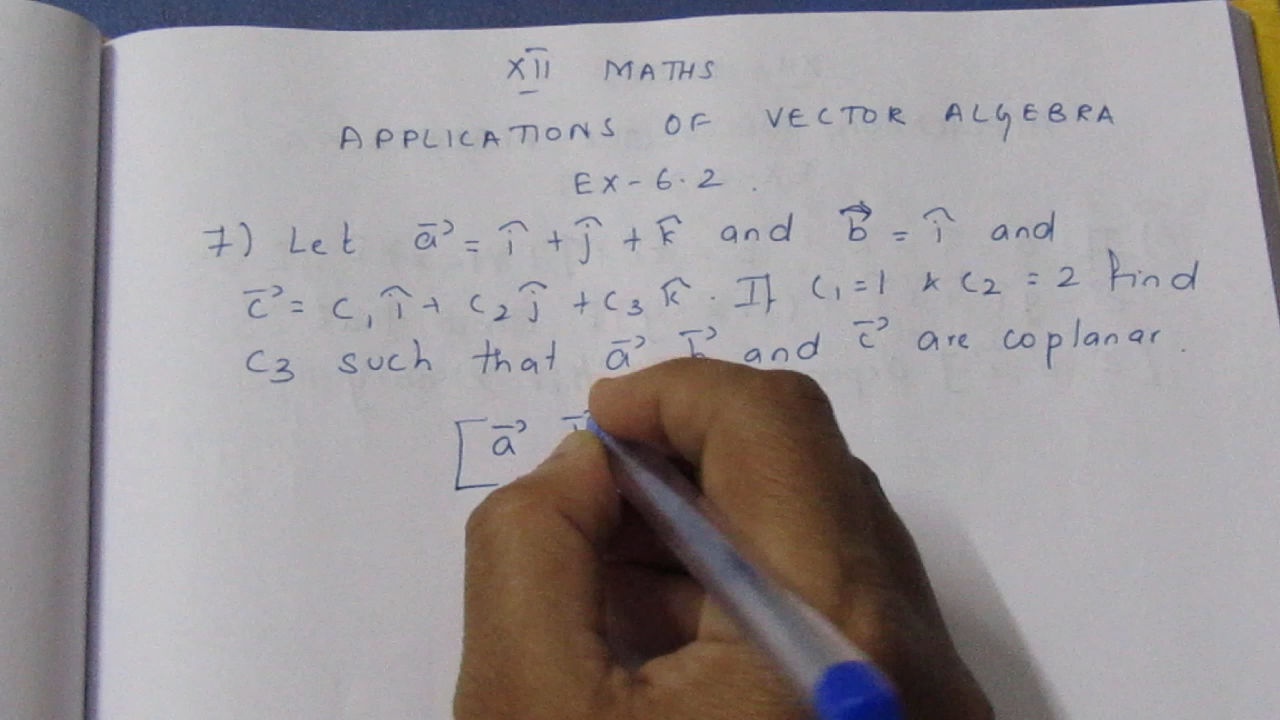 XII MATHS
APPLICATIONS OF VECTOR ALGEBRA
EX-6.2.
7) Let a⃗ = î + ĵ + k̂ and b⃗ = î and
c⃗ = c₁î + c₂ĵ + c₃k̂. If c₁=1 & c₂ = 2 find
c₃ such that a⃗ b⃗ and c⃗ are coplanar.
[a⃗